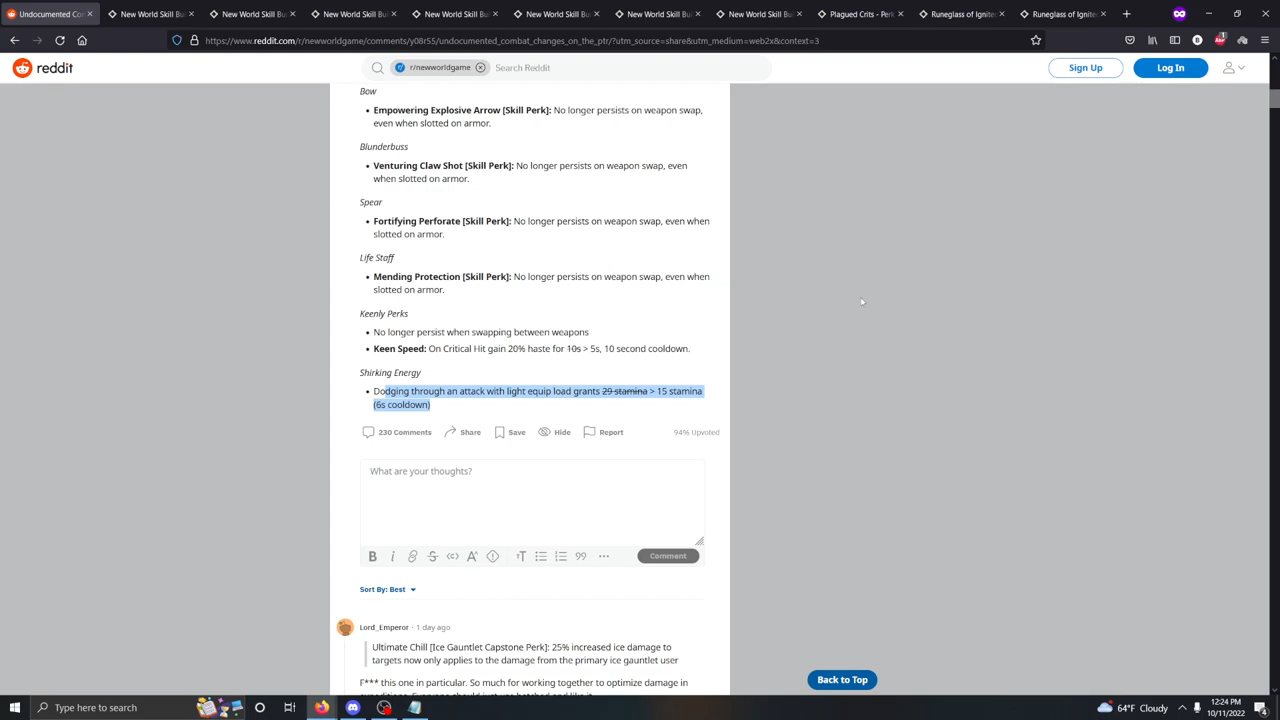 Undocumented Co
New World Skill Bui
New World Skill Bui
New World Skill Bui
New World Skill Bui
New World Skill Bui
New World Skill Bui
New World Skill Bui
Plagued Crits - Perk
Runeglass of Ignited
Runeglass of Ignited
https://www.reddit.com/r/newworldgame/comments/y08r55/undocumented_combat_changes_on_the_ptr/?utm_source=share&utm_medium=web2x&context=3
reddit
r/newworldgame
Search Reddit
Sign Up
Log In
Bow
• Empowering Explosive Arrow [Skill Perk]: No longer persists on weapon swap,
even when slotted on armor.
Blunderbuss
• Venturing Claw Shot [Skill Perk]: No longer persists on weapon swap, even
when slotted on armor.
Spear
• Fortifying Perforate [Skill Perk]: No longer persists on weapon swap, even when
slotted on armor.
Life Staff
• Mending Protection [Skill Perk]: No longer persists on weapon swap, even when
slotted on armor.
Keenly Perks
• No longer persist when swapping between weapons
• Keen Speed: On Critical Hit gain 20% haste for 10s > 5s, 10 second cooldown.
Shirking Energy
• Dodging through an attack with light equip load grants 29 stamina > 15 stamina
(6s cooldown)
230 Comments
Share
Save
Hide
Report
94% Upvoted
What are your thoughts?
Comment
Sort By: Best
Lord_Emperor · 1 day ago
Ultimate Chill [Ice Gauntlet Capstone Perk]: 25% increased ice damage to
targets now only applies to the damage from the primary ice gauntlet user
F*** this one in particular. So much for working together to optimize damage in
Back to Top
Type here to search
64°F Cloudy
12:24 PM
10/11/2022
4